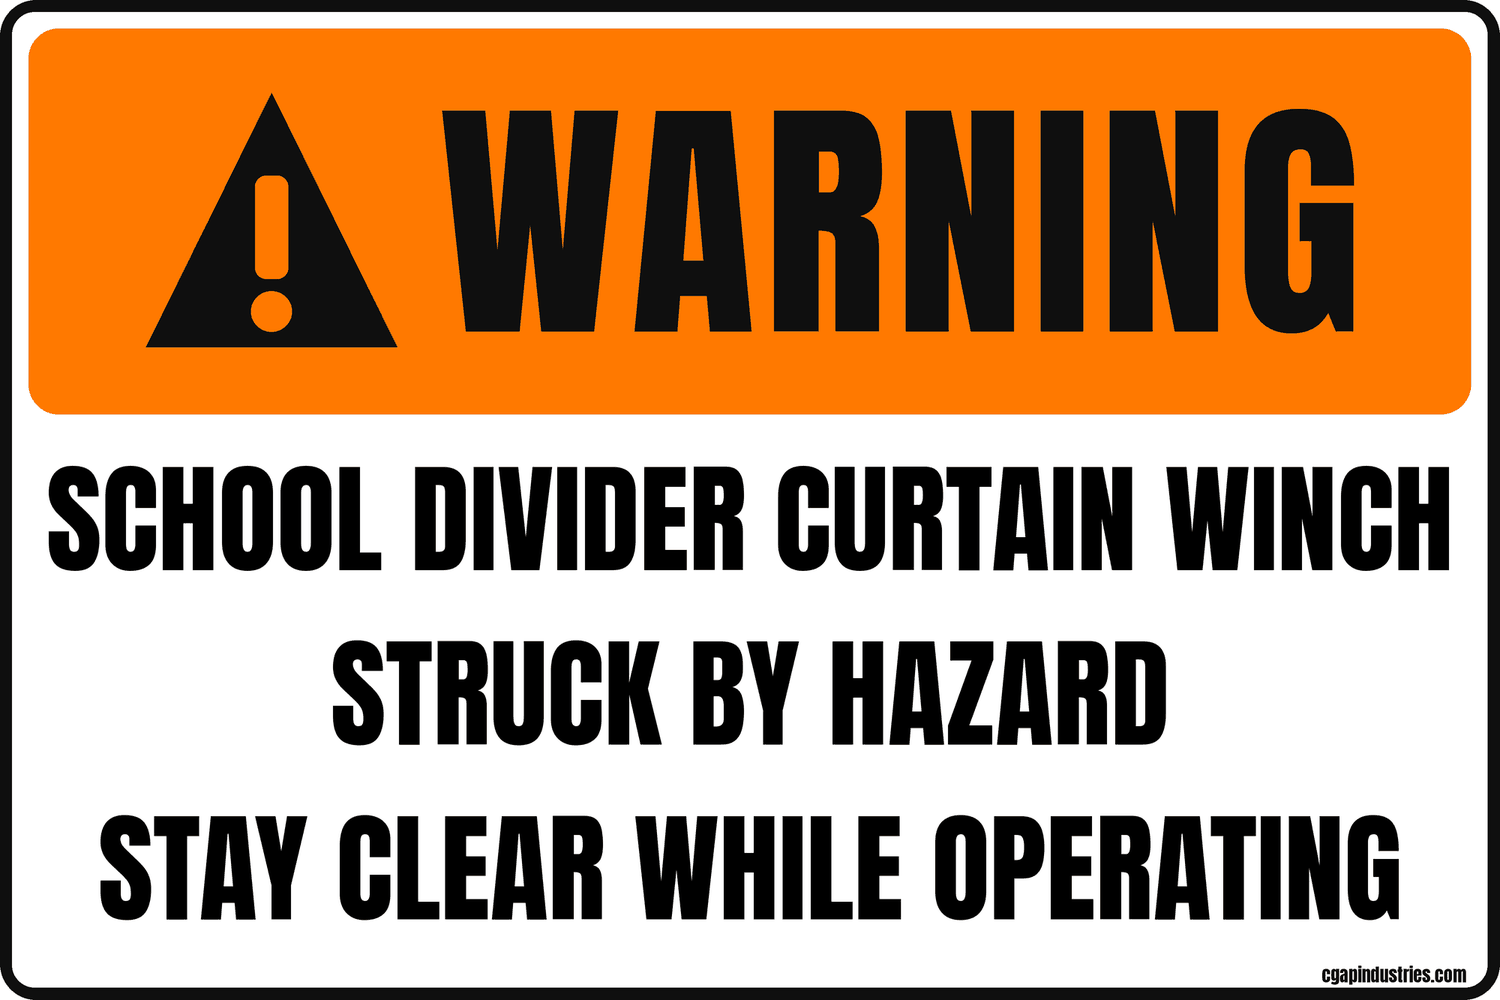 WARNING
SCHOOL DIVIDER CURTAIN WINCH
STRUCK BY HAZARD
STAY CLEAR WHILE OPERATING
cgapindustries.com